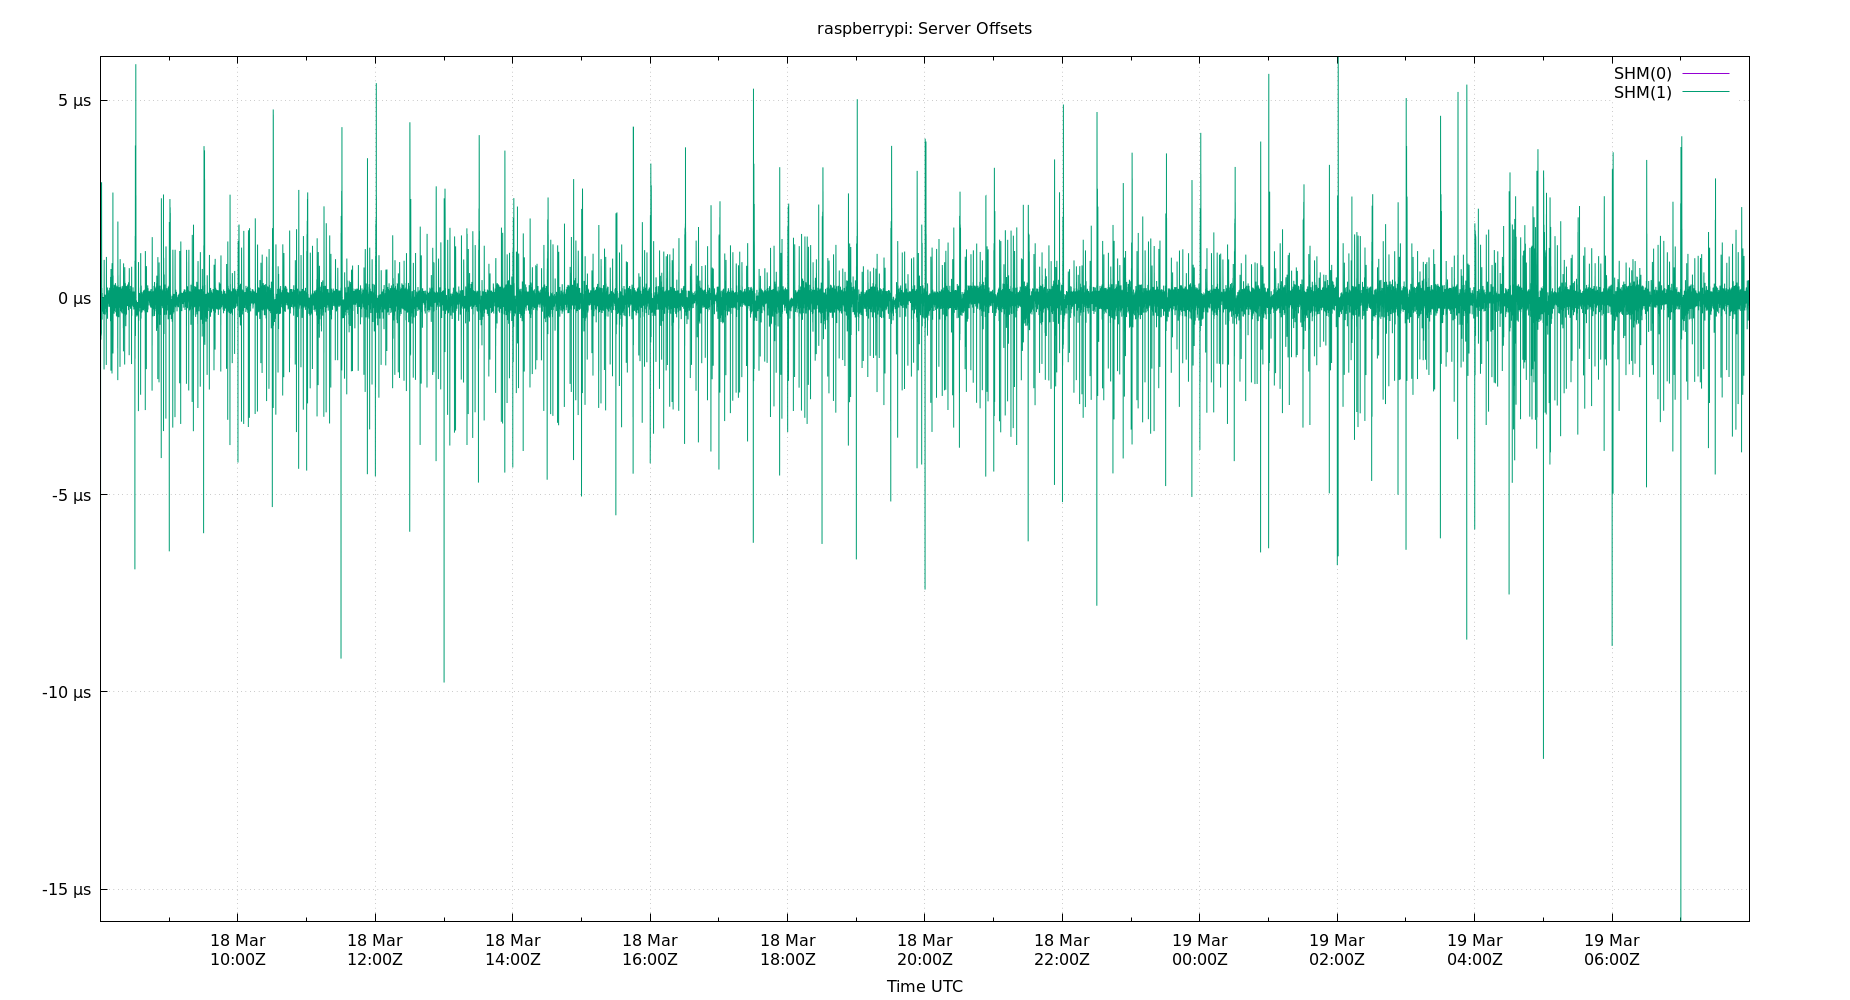 raspberrypi: Server Offsets
SHM(0)
SHM(1)
5 µs
0 µs
-5 µs
-10 µs
-15 µs
18 Mar 18 Mar 18 Mar 18 Mar 18 Mar 18 Mar 18 Mar 19 Mar 19 Mar 19 Mar 19 Mar
10:00Z 12:00Z 14:00Z 16:00Z 18:00Z 20:00Z 22:00Z 00:00Z 02:00Z 04:00Z 06:00Z
Time UTC